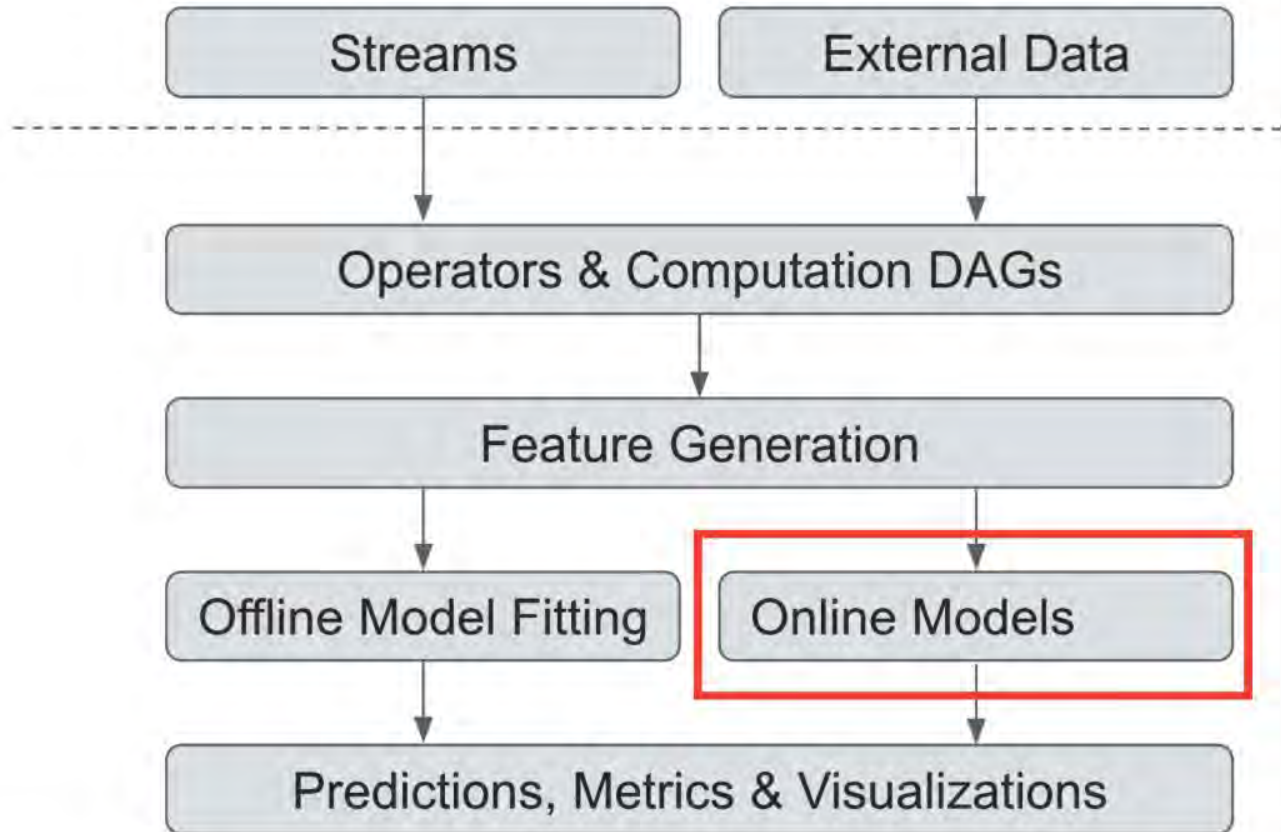 Streams
External Data
Operators & Computation DAGs
Feature Generation
Offline Model Fitting
Online Models
Predictions, Metrics & Visualizations